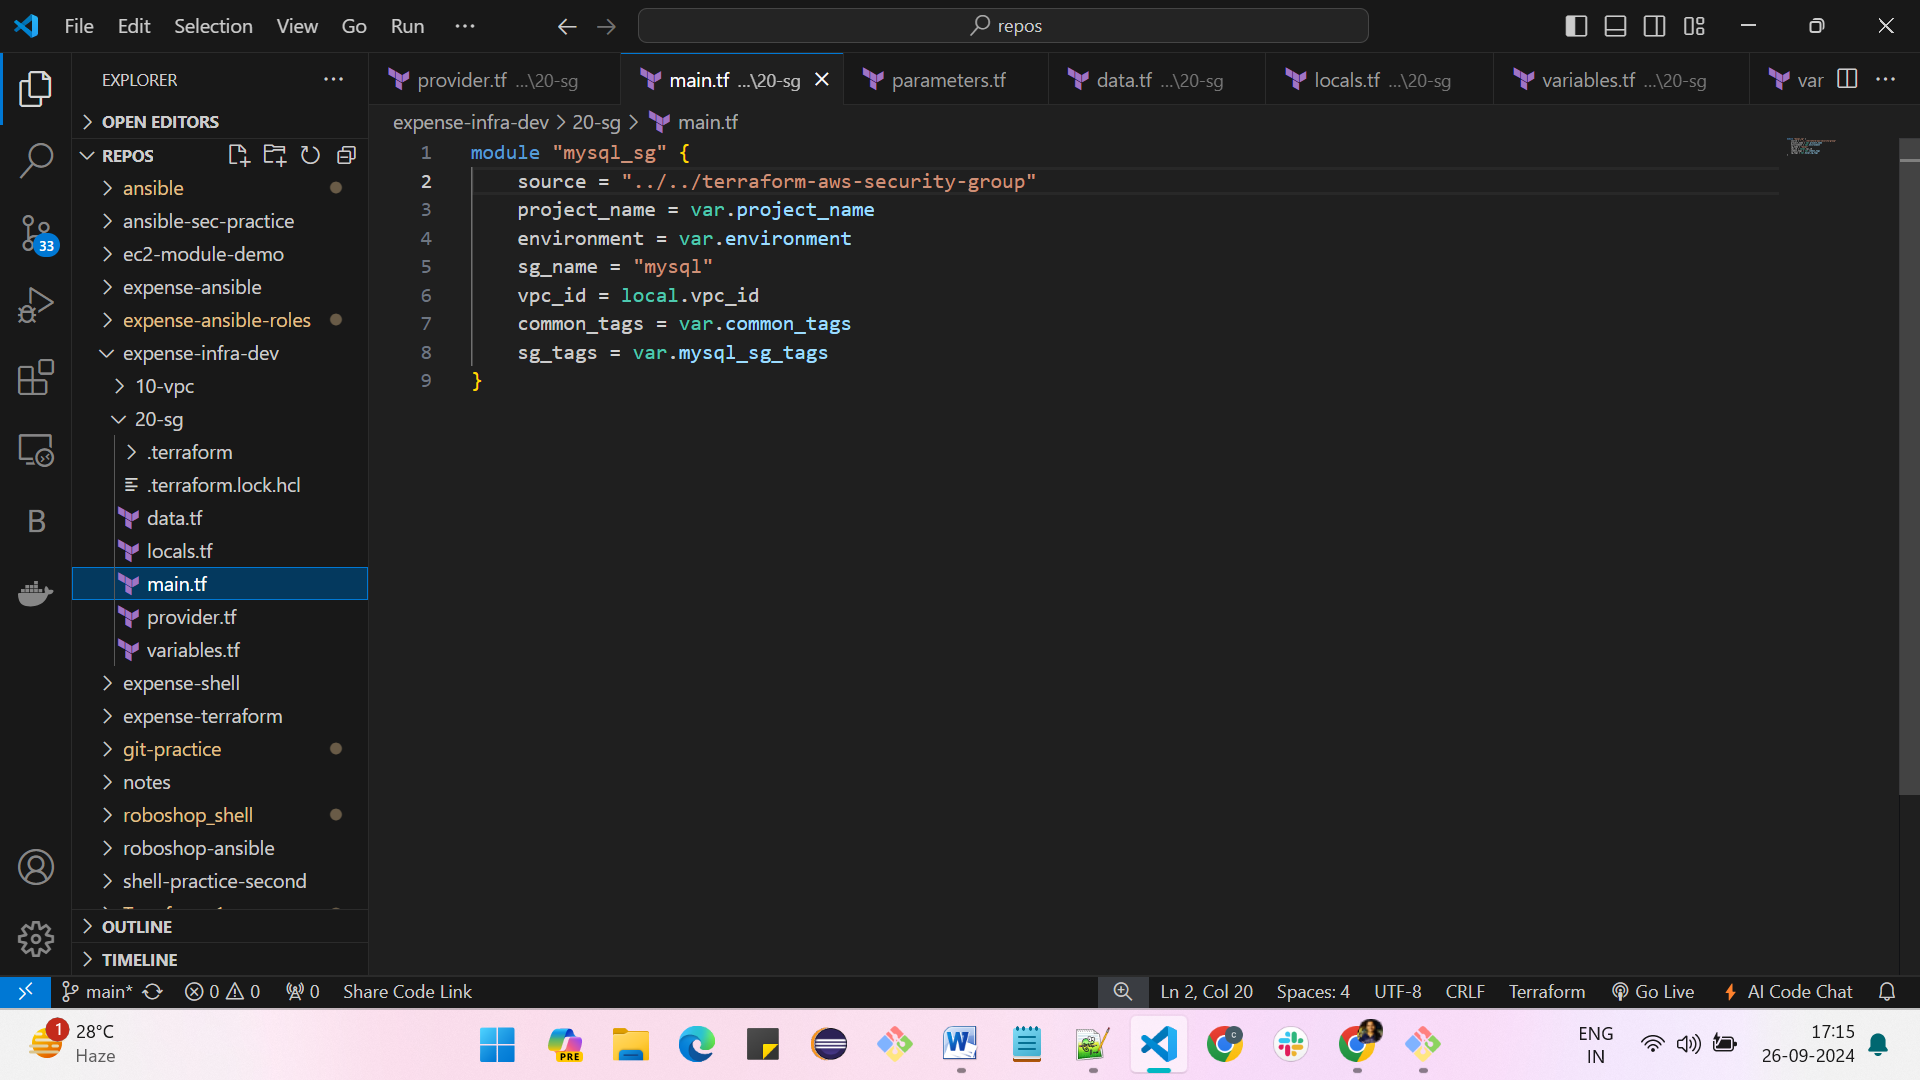 File Edit Selection View Go Run ···
repos
EXPLORER
provider.tf ...\20-sg
main.tf ...\20-sg
parameters.tf
data.tf ...\20-sg
locals.tf ...\20-sg
variables.tf ...\20-sg
var
OPEN EDITORS
REPOS
ansible
ansible-sec-practice
ec2-module-demo
expense-ansible
expense-ansible-roles
expense-infra-dev
10-vpc
20-sg
.terraform
.terraform.lock.hcl
data.tf
locals.tf
main.tf
provider.tf
variables.tf
expense-shell
expense-terraform
git-practice
notes
roboshop_shell
roboshop-ansible
shell-practice-second
OUTLINE
TIMELINE
33
B
expense-infra-dev > 20-sg > main.tf
1 module "mysql_sg" {
2 source = "../../terraform-aws-security-group"
3 project_name = var.project_name
4 environment = var.environment
5 sg_name = "mysql"
6 vpc_id = local.vpc_id
7 common_tags = var.common_tags
8 sg_tags = var.mysql_sg_tags
9 }
main* 0 0 0 Share Code Link
Ln 2, Col 20 Spaces: 4 UTF-8 CRLF Terraform Go Live AI Code Chat
1
28°C
Haze
PRE
W
C
ENG
IN
17:15
26-09-2024